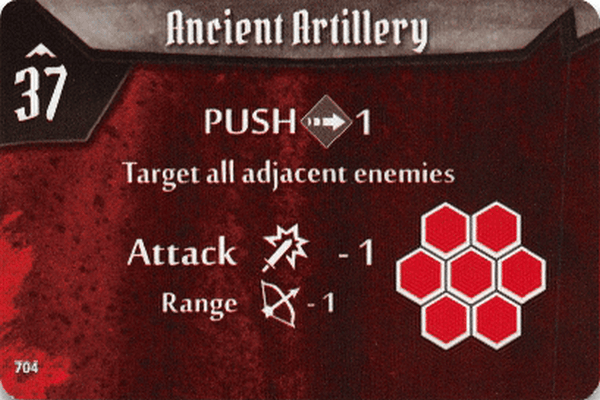 Ancient Artillery
37
PUSH 1
Target all adjacent enemies
Attack - 1
Range - 1
704